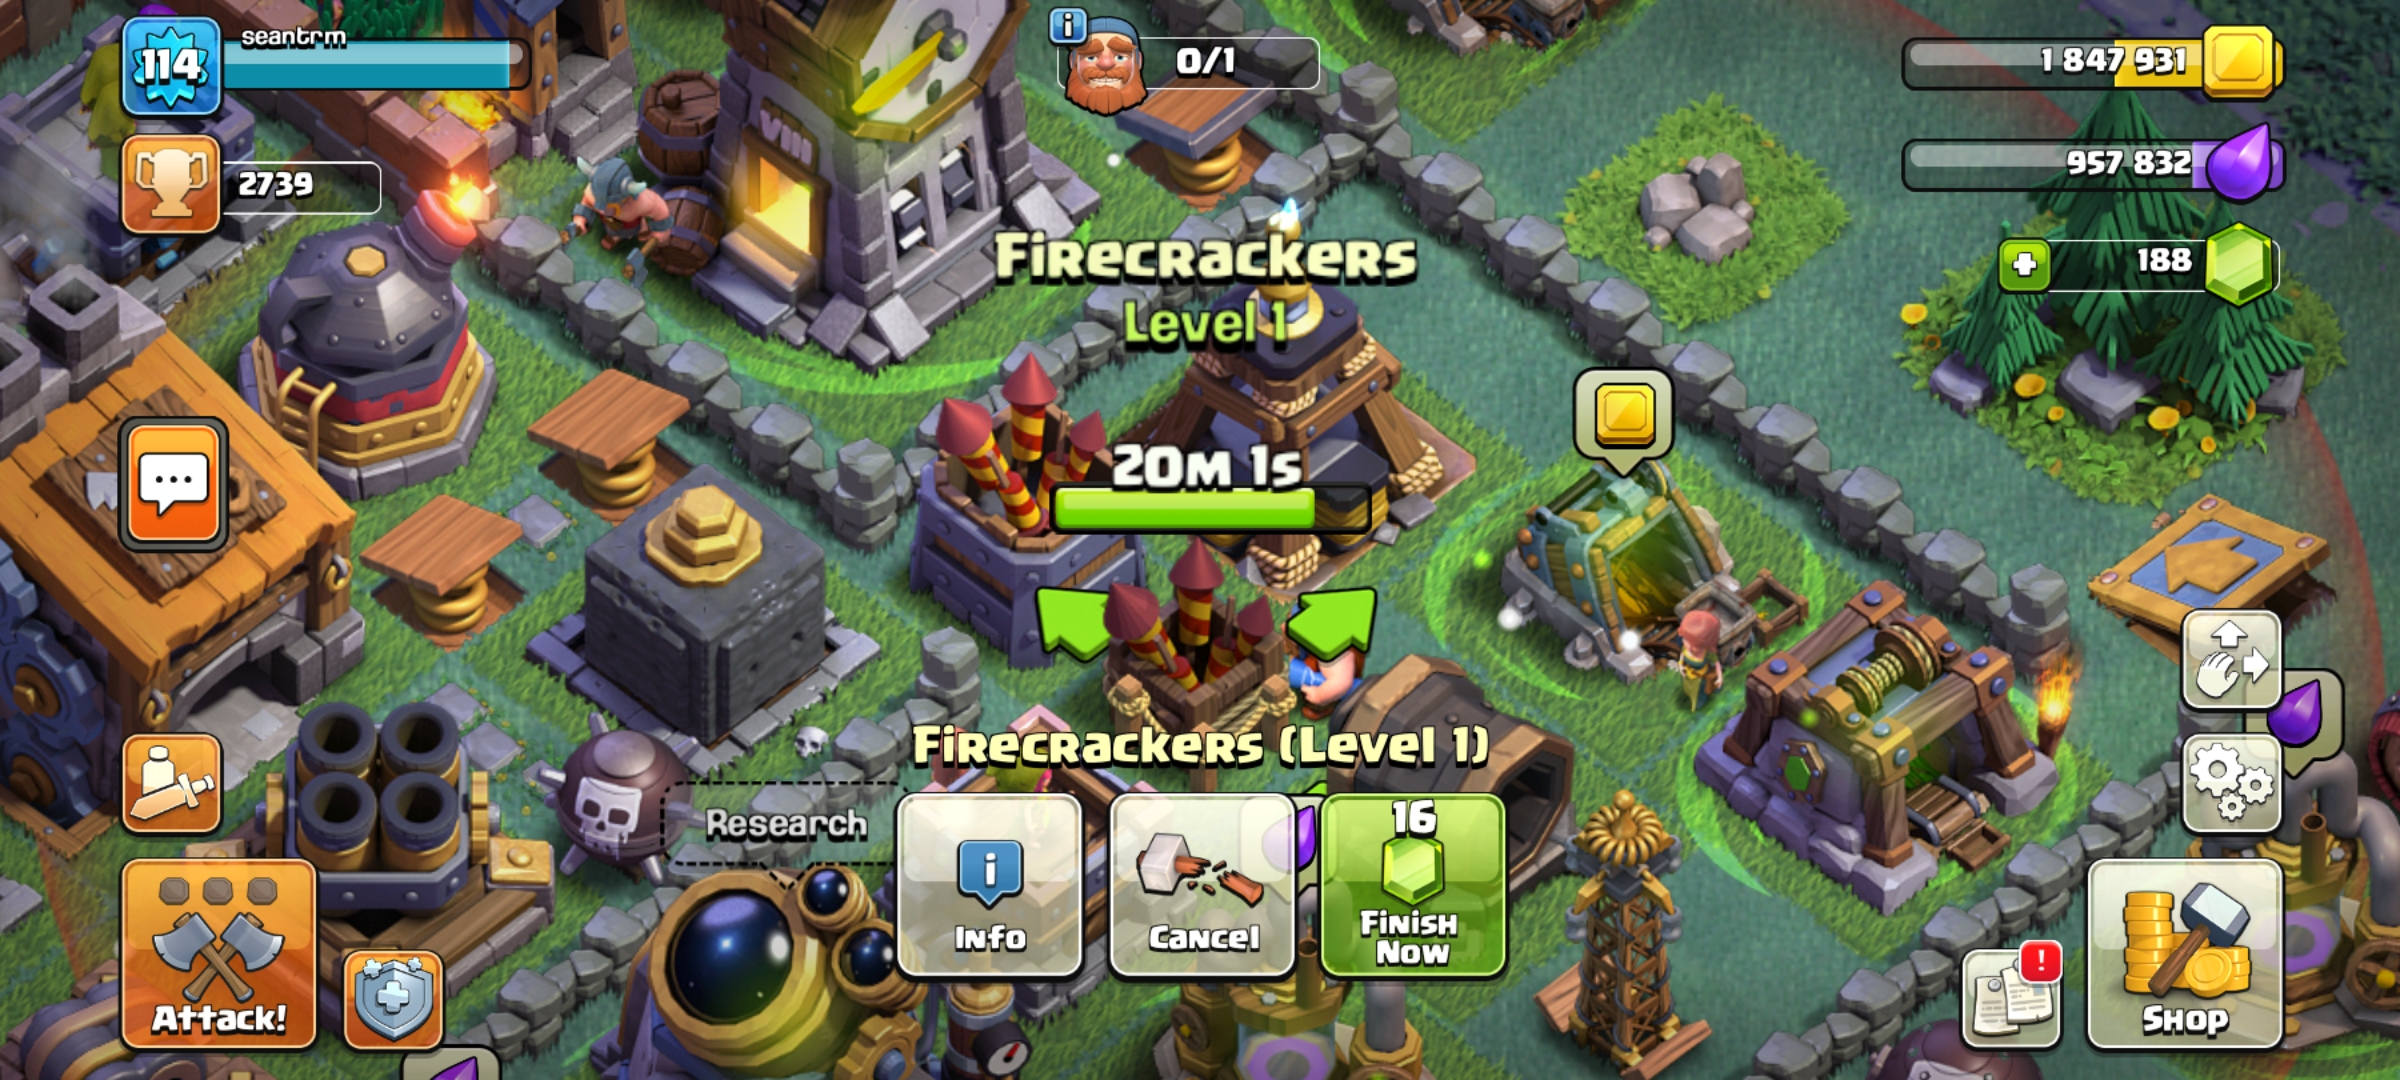 114
seantrm
0/1
1 847 931
2739
957 832
188
VIII
Firecrackers
Level 1
20m 1s
Firecrackers (Level 1)
Research
Info
Cancel
16
Finish
Now
Attack!
!
Shop